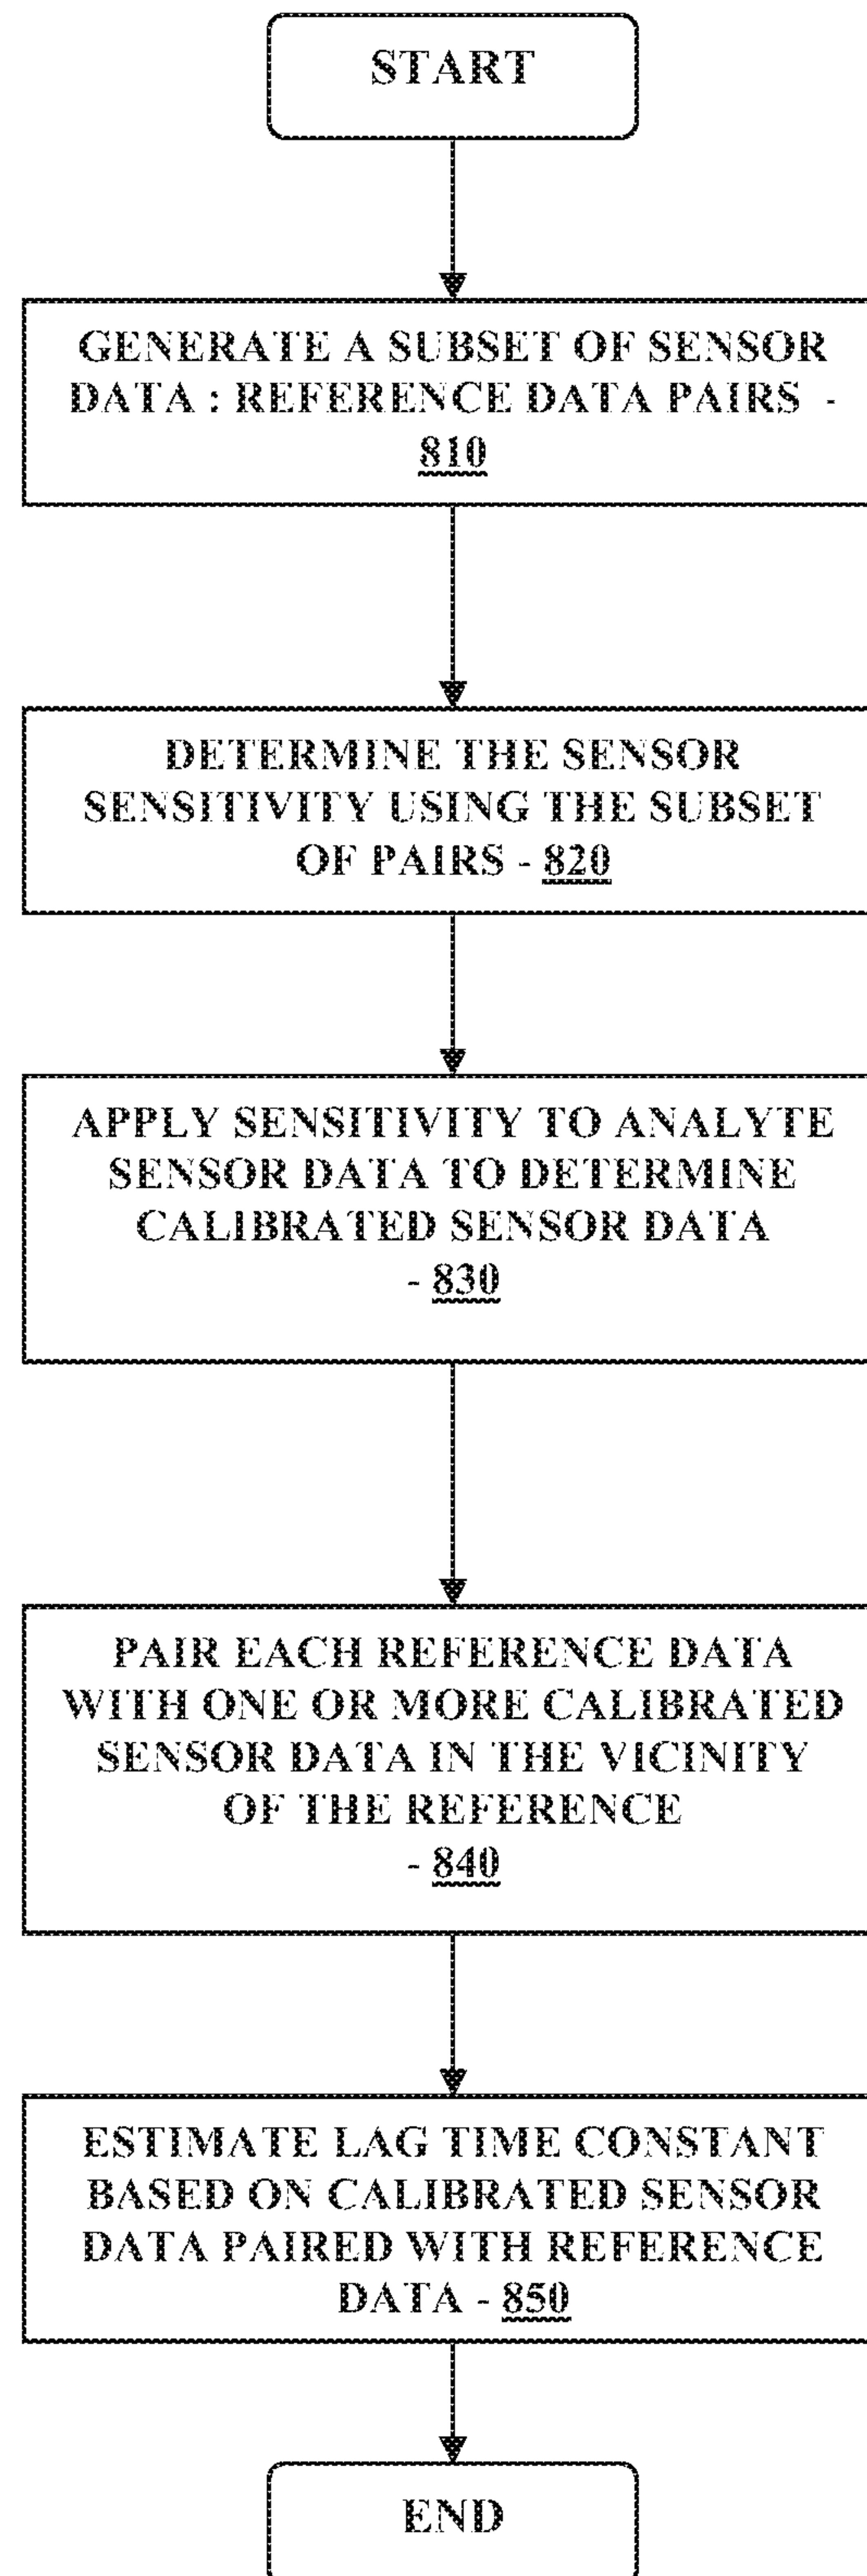 START
GENERATE A SUBSET OF SENSOR
DATA : REFERENCE DATA PAIRS -
810
DETERMINE THE SENSOR
SENSITIVITY USING THE SUBSET
OF PAIRS - 820
APPLY SENSITIVITY TO ANALYTE
SENSOR DATA TO DETERMINE
CALIBRATED SENSOR DATA
- 830
PAIR EACH REFERENCE DATA
WITH ONE OR MORE CALIBRATED
SENSOR DATA IN THE VICINITY
OF THE REFERENCE
- 840
ESTIMATE LAG TIME CONSTANT
BASED ON CALIBRATED SENSOR
DATA PAIRED WITH REFERENCE
DATA - 850
END